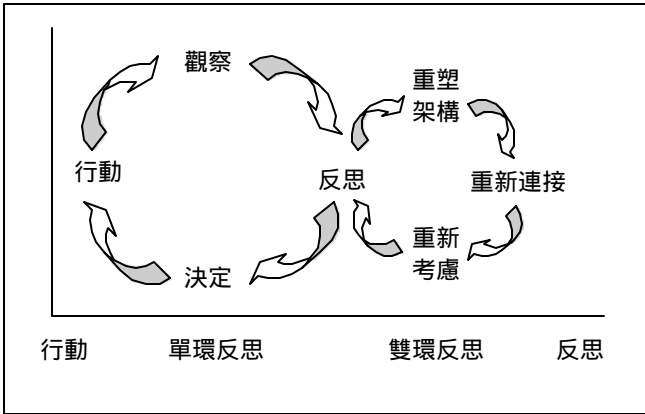 觀察
重塑
架構
行動
反思
重新連接
重新
考慮
決定
行動 單環反思 雙環反思 反思